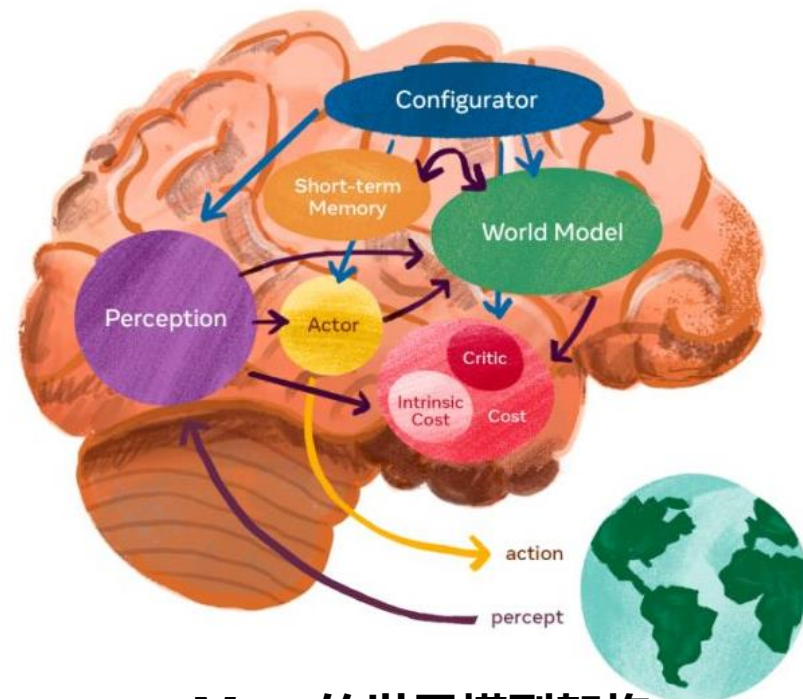 Configurator
Short-term
Memory
World Model
Perception
Actor
Critic
Intrinsic
Cost
Cost
action
percept